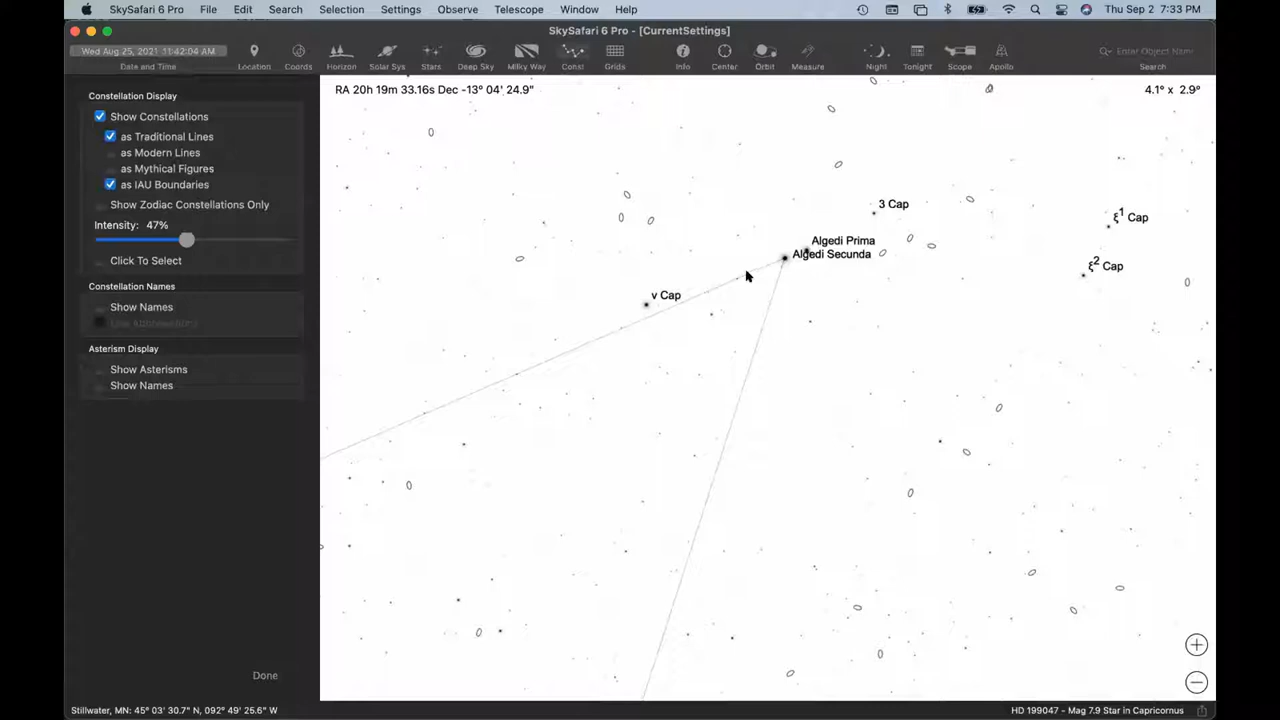 SkySafari 6 Pro File Edit Search Selection Settings Observe Telescope Window Help Thu Sep 2 7:33 PM
SkySafari 6 Pro - [CurrentSettings]
Wed Aug 25, 2021 11:42:04 AM
Enter Object Name
Date and Time Location Coords Horizon Solar Sys Stars Deep Sky Milky Way Const Grids Info Center Orbit Measure Night Tonight Scope Apollo Search
RA 20h 19m 33.16s Dec -13° 04' 24.9"
4.1° x 2.9°
Constellation Display
Show Constellations
as Traditional Lines
as Modern Lines
as Mythical Figures
as IAU Boundaries
Show Zodiac Constellations Only
Intensity: 47%
Click To Select
Constellation Names
Show Names
Use Abbreviations
Asterism Display
Show Asterisms
Show Names
Done
3 Cap
ξ1 Cap
Algedi Prima
Algedi Secunda
ξ2 Cap
ν Cap
Stillwater, MN: 45° 03' 30.7" N, 092° 49' 25.6" W
HD 199047 - Mag 7.9 Star in Capricornus